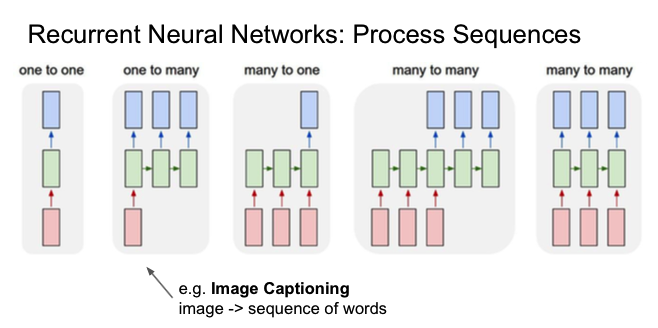 Recurrent Neural Networks: Process Sequences
one to one
one to many
many to one
many to many
many to many
e.g. Image Captioning
image -> sequence of words